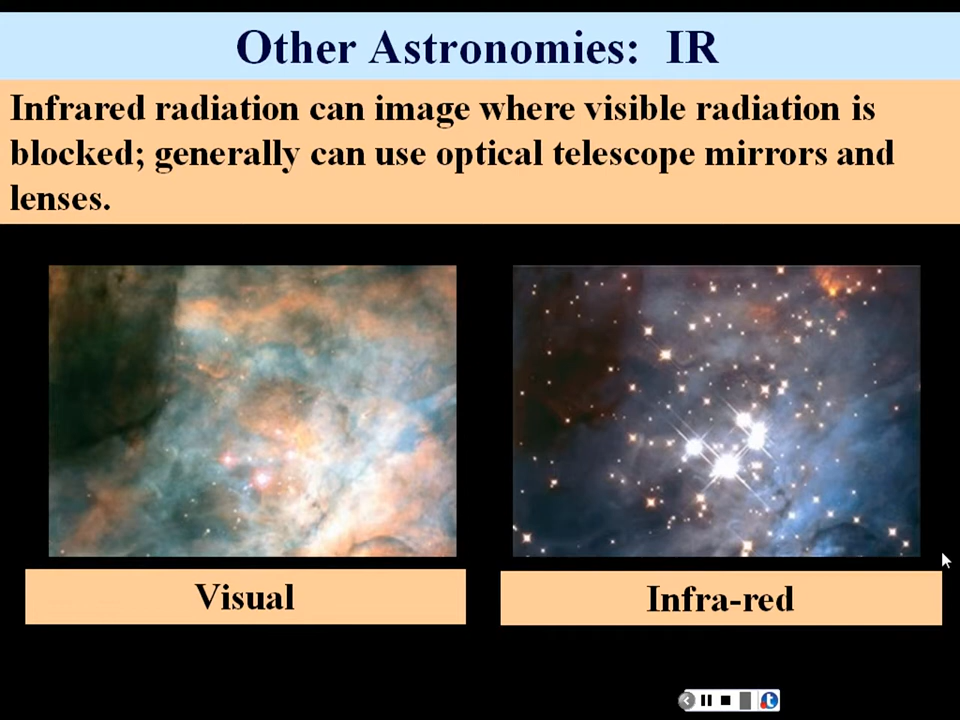 Other Astronomies: IR
Infrared radiation can image where visible radiation is
blocked; generally can use optical telescope mirrors and
lenses.
Visual
Infra-red